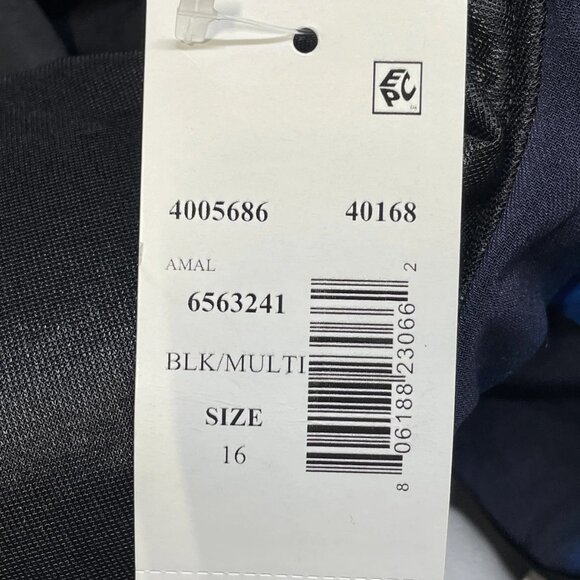 EPC
4005686 40168
AMAL
6563241
BLK/MULTI
SIZE
16
8 06188 23066 2